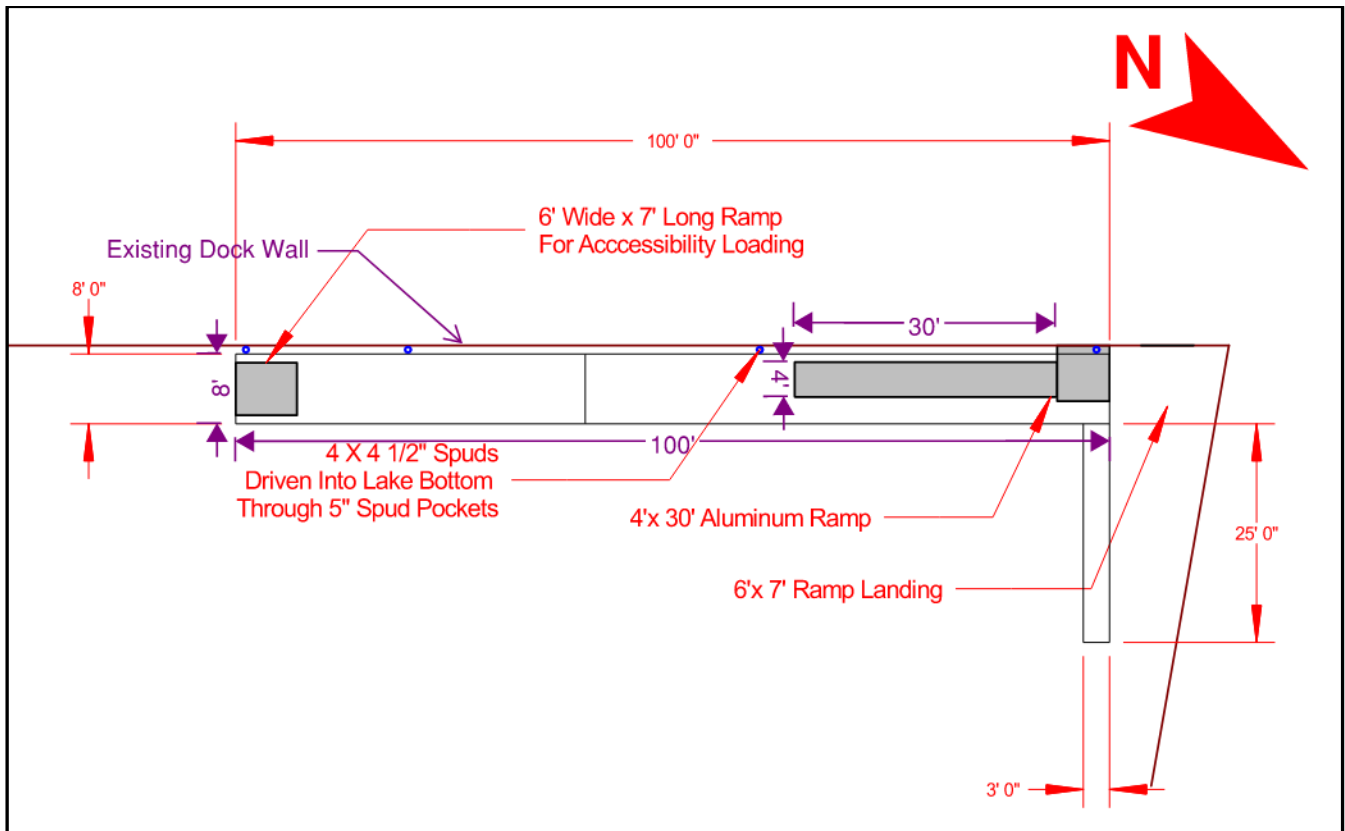 N
100' 0"
6' Wide x 7' Long Ramp
For Acccessibility Loading
Existing Dock Wall
8' 0"
30'
8'
4'
100'
4 X 4 1/2" Spuds
Driven Into Lake Bottom
Through 5" Spud Pockets
4'x 30' Aluminum Ramp
25' 0"
6'x 7' Ramp Landing
3' 0"